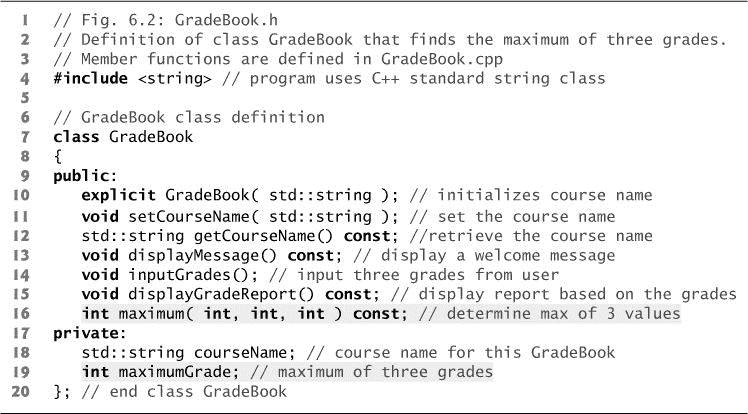 1 // Fig. 6.2: GradeBook.h
2 // Definition of class GradeBook that finds the maximum of three grades.
3 // Member functions are defined in GradeBook.cpp
4 #include <string> // program uses C++ standard string class
5
6 // GradeBook class definition
7 class GradeBook
8 {
9 public:
10 explicit GradeBook( std::string ); // initializes course name
11 void setCourseName( std::string ); // set the course name
12 std::string getCourseName() const; //retrieve the course name
13 void displayMessage() const; // display a welcome message
14 void inputGrades(); // input three grades from user
15 void displayGradeReport() const; // display report based on the grades
16 int maximum( int, int, int ) const; // determine max of 3 values
17 private:
18 std::string courseName; // course name for this GradeBook
19 int maximumGrade; // maximum of three grades
20 }; // end class GradeBook